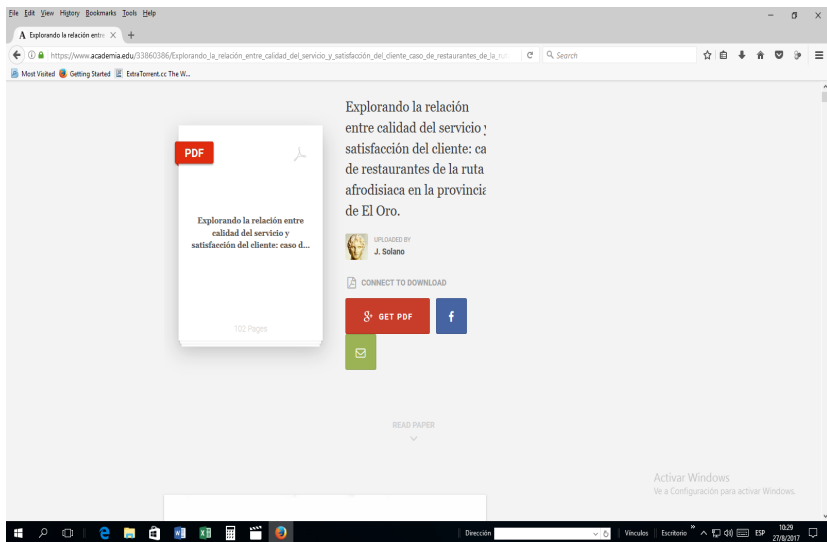 File Edit View History Bookmarks Tools Help
Explorando la relación entre
https://www.academia.edu/33860386/Explorando_la_relación_entre_calidad_del_servicio_y_satisfacción_del_cliente_caso_de_restaurantes_de_la_ru
Search
Most Visited Getting Started ExtraTorrent.cc The W...
Explorando la relación
entre calidad del servicio y
satisfacción del cliente: ca
de restaurantes de la ruta
afrodisiaca en la provincia
de El Oro.
PDF
Explorando la relación entre
calidad del servicio y
satisfacción del cliente: caso d...
102 Pages
UPLOADED BY
J. Solano
CONNECT TO DOWNLOAD
GET PDF
READ PAPER
Activar Windows
Ve a Configuración para activar Windows.
Dirección
Vínculos
Escritorio
ESP
10:29
27/8/2017